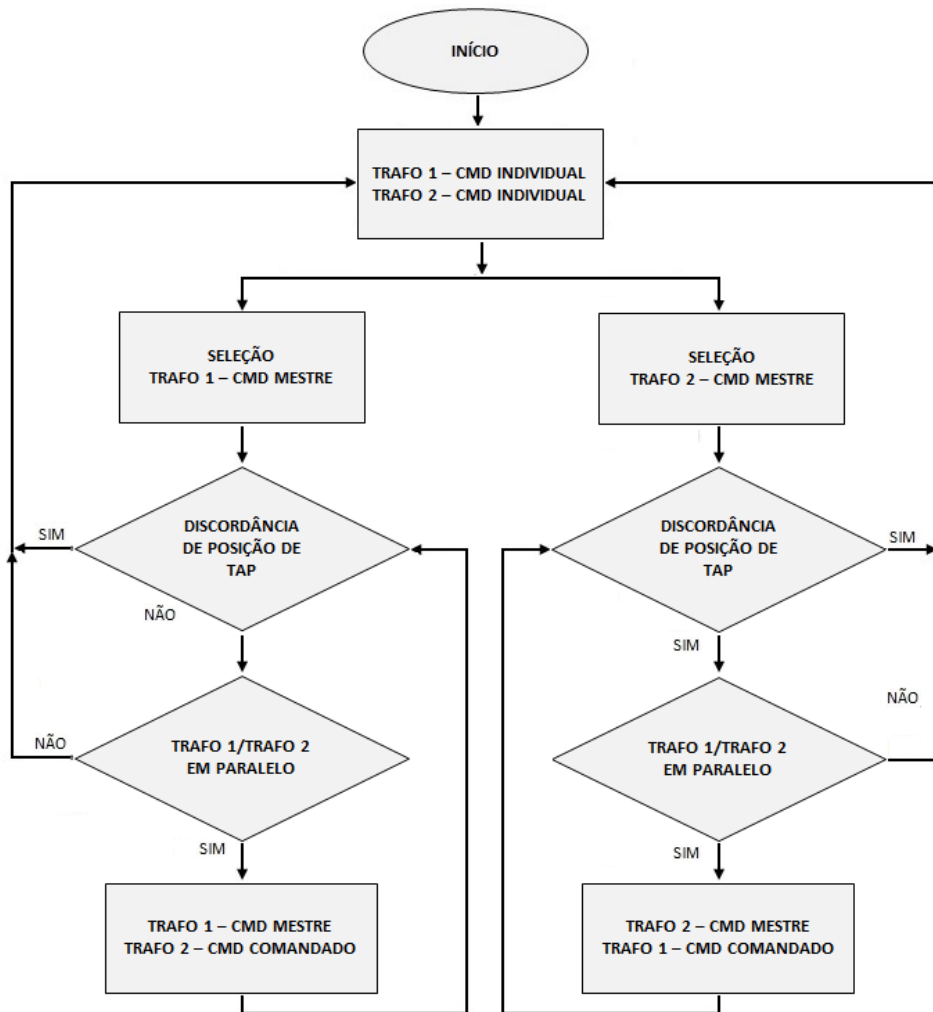 INÍCIO
TRAFO 1 – CMD INDIVIDUAL
TRAFO 2 – CMD INDIVIDUAL
SELEÇÃO
TRAFO 1 – CMD MESTRE
SELEÇÃO
TRAFO 2 – CMD MESTRE
SIM
DISCORDÂNCIA
DE POSIÇÃO DE
TAP
NÃO
DISCORDÂNCIA
DE POSIÇÃO DE
TAP
SIM
SIM
NÃO
TRAFO 1/TRAFO 2
EM PARALELO
SIM
TRAFO 1/TRAFO 2
EM PARALELO
NÃO
SIM
TRAFO 1 – CMD MESTRE
TRAFO 2 – CMD COMANDADO
TRAFO 2 – CMD MESTRE
TRAFO 1 – CMD COMANDADO